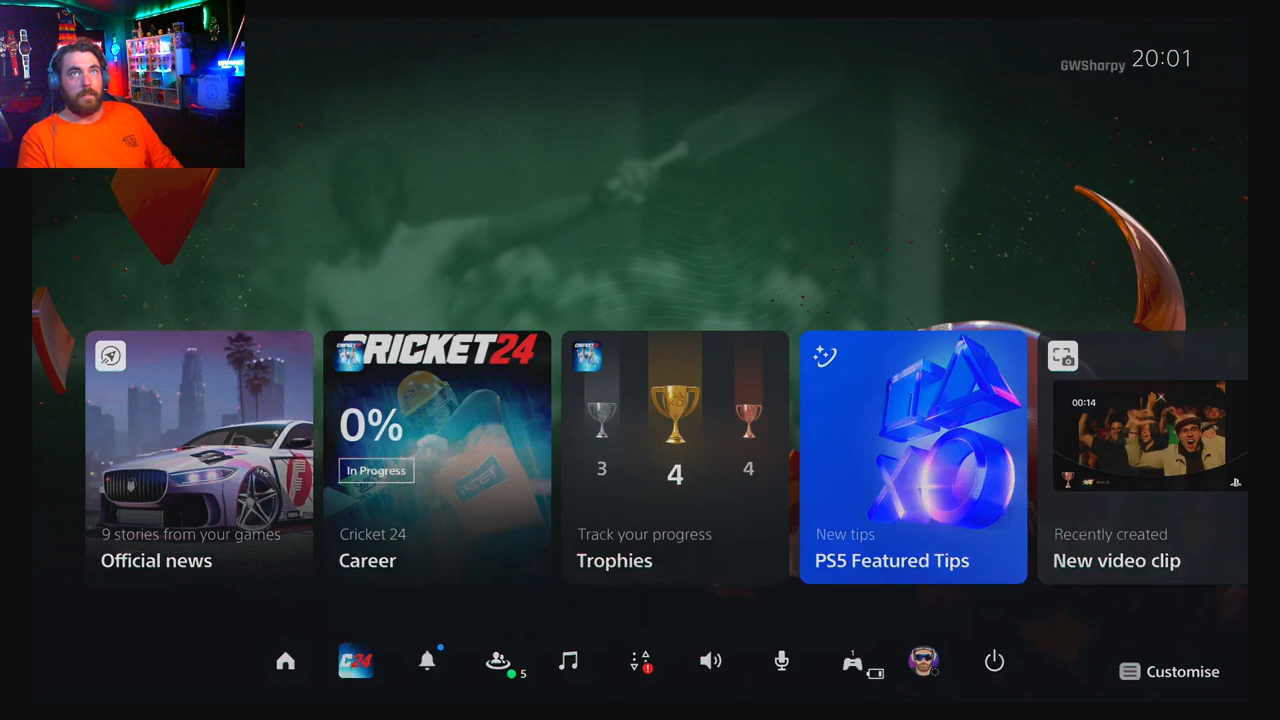 GWSharpy 20:01
CRICKET24
0%
In Progress
3
4
4
00:14
9 stories from your games
Official news
Cricket 24
Career
Track your progress
Trophies
New tips
PS5 Featured Tips
Recently created
New video clip
C24
5
1
Customise